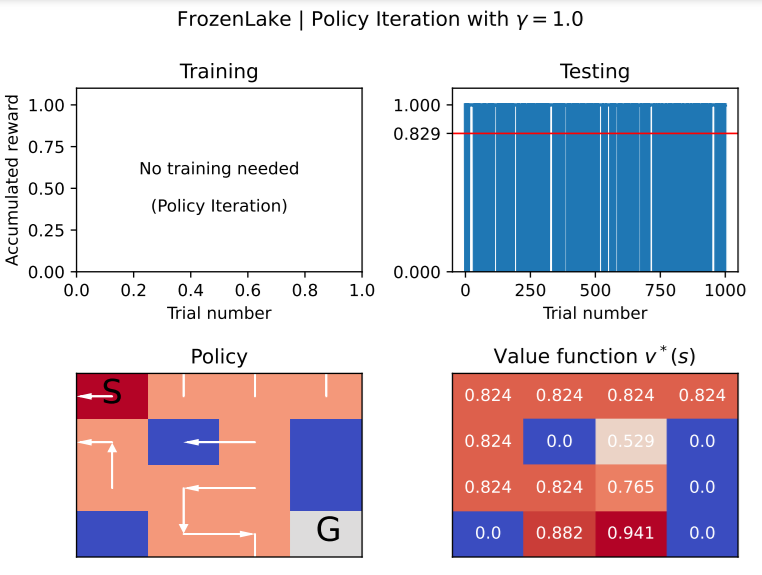 FrozenLake | Policy Iteration with γ = 1.0
Training
Accumulated reward
1.00
0.75
0.50
0.25
0.00
No training needed
(Policy Iteration)
0.0 0.2 0.4 0.6 0.8 1.0
Trial number
Testing
1.000
0.829
0.000
0 250 500 750 1000
Trial number
Policy
S
G
Value function v*(s)
0.824 0.824 0.824 0.824
0.824 0.0 0.529 0.0
0.824 0.824 0.765 0.0
0.0 0.882 0.941 0.0